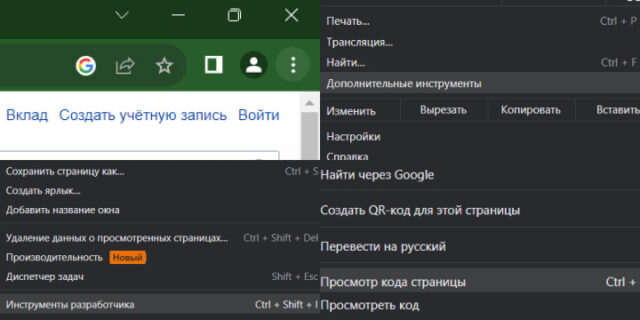 Вклад Создать учётную запись Войти
Печать... Ctrl + P
Трансляция...
Найти... Ctrl + F
Дополнительные инструменты
Изменить Вырезать Копировать Вставить
Настройки
Справка
Сохранить страницу как... Ctrl + S
Создать ярлык...
Добавить название окна
Удаление данных о просмотренных страницах... Ctrl + Shift + Del
Производительность Новый
Диспетчер задач Shift + Esc
Инструменты разработчика Ctrl + Shift + I
Найти через Google
Создать QR-код для этой страницы
Перевести на русский
Просмотр кода страницы Ctrl +
Просмотреть код